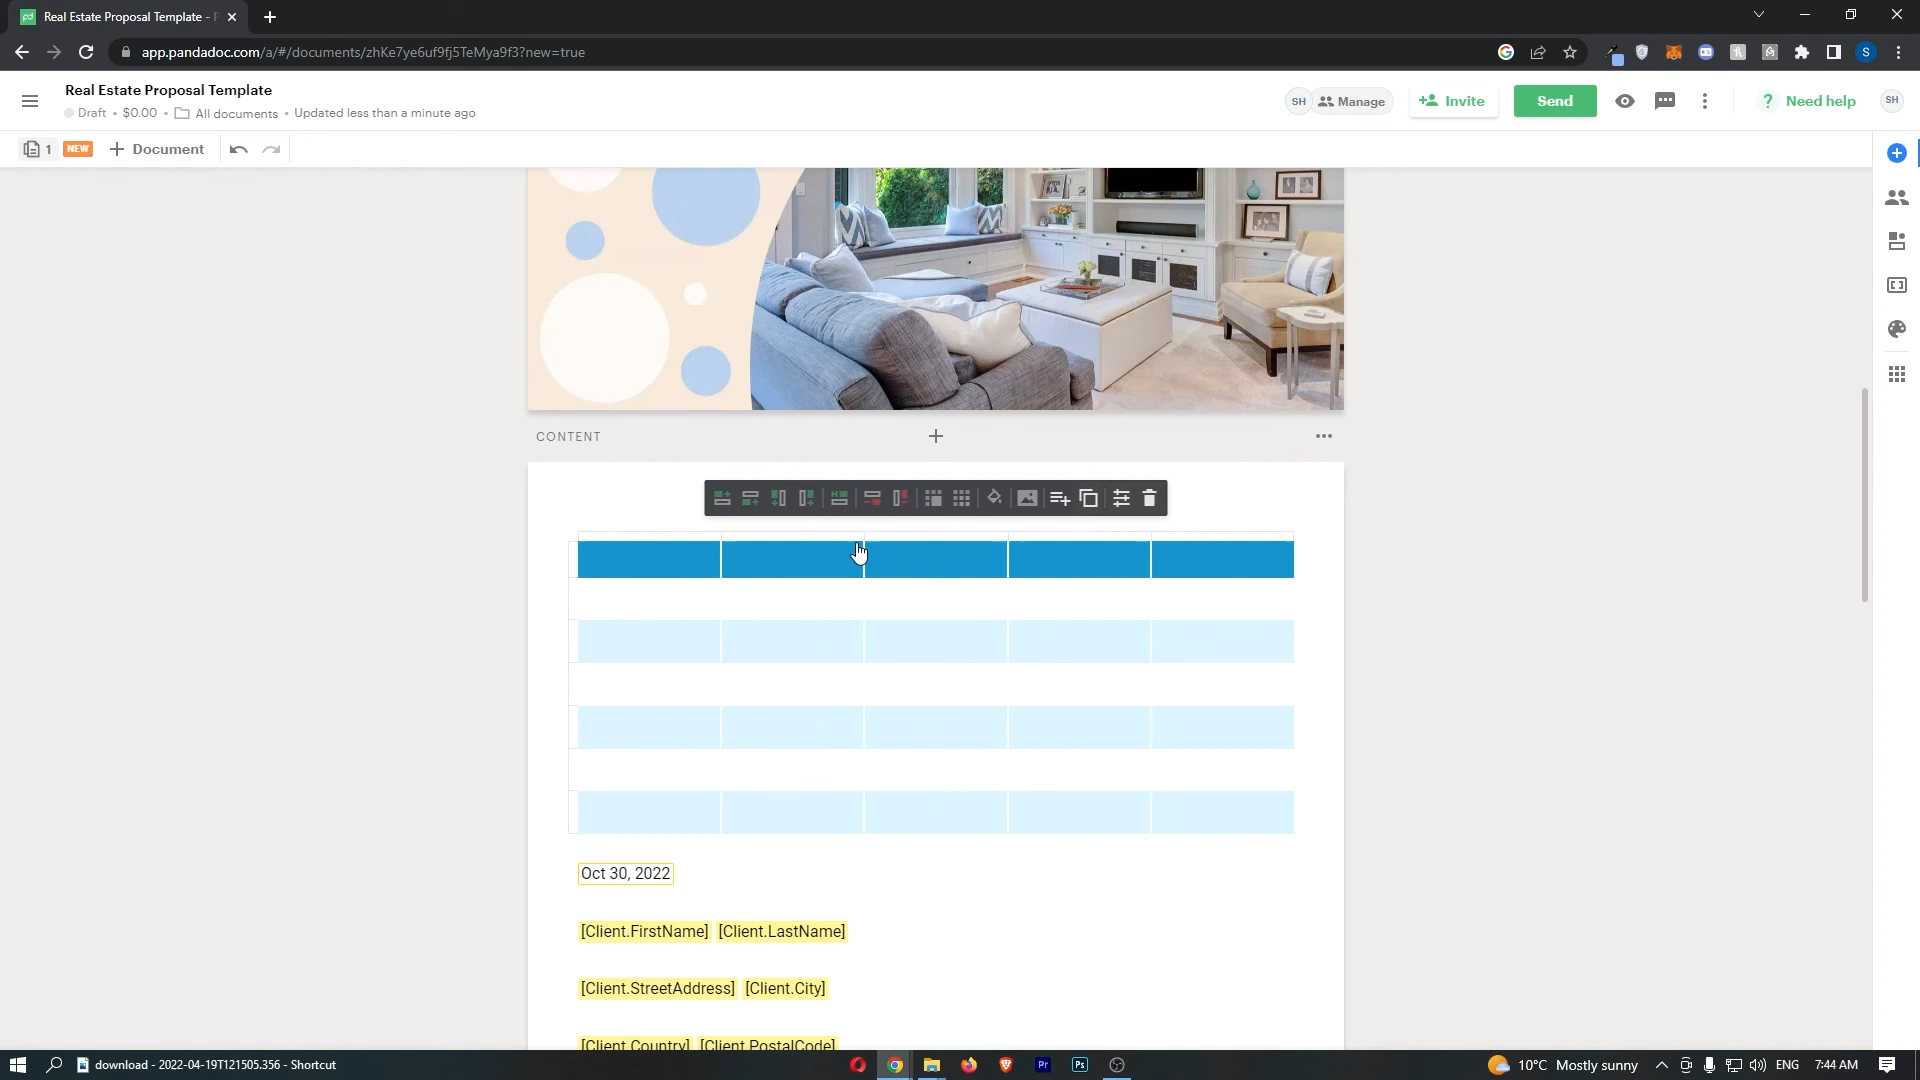 Real Estate Proposal Template - P
app.pandadoc.com/a/#/documents/zhKe7ye6uf9fj5TeMya9f3?new=true
S
Real Estate Proposal Template
Draft • $0.00 • All documents • Updated less than a minute ago
SH Manage
Invite
Send
Need help
SH
1 NEW Document
CONTENT
Oct 30, 2022
[Client.FirstName] [Client.LastName]
[Client.StreetAddress] [Client.City]
[Client.Country] [Client.PostalCode]
download - 2022-04-19T121505.356 - Shortcut
Pr
Ps
10°C Mostly sunny
ENG
7:44 AM